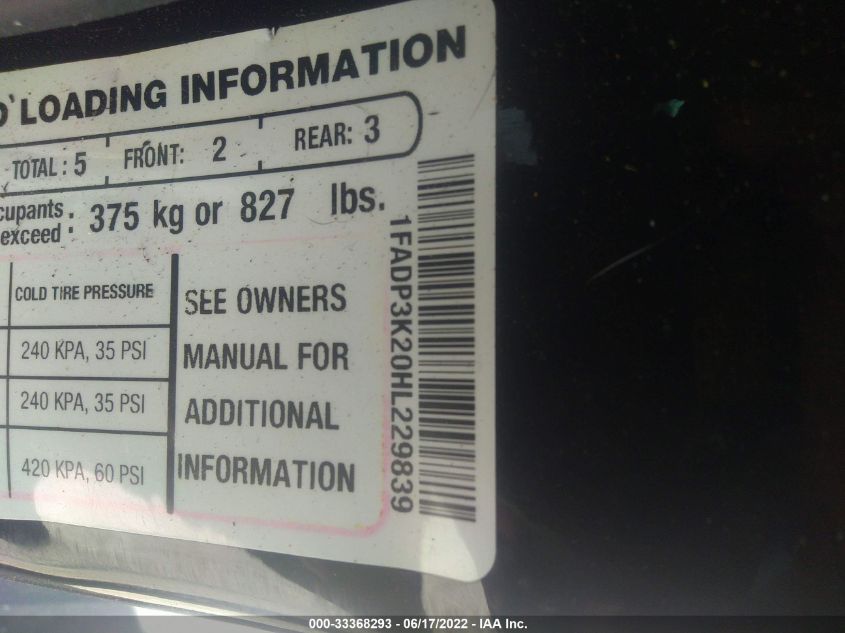 LOADING INFORMATION
TOTAL: 5 FRONT: 2 REAR: 3
375 kg or 827 lbs.
exceed:
COLD TIRE PRESSURE
240 KPA, 35 PSI
240 KPA, 35 PSI
420 KPA, 60 PSI
SEE OWNERS
MANUAL FOR
ADDITIONAL
INFORMATION
1FADP3K20HL229839
000-33368293 - 06/17/2022 - IAA Inc.